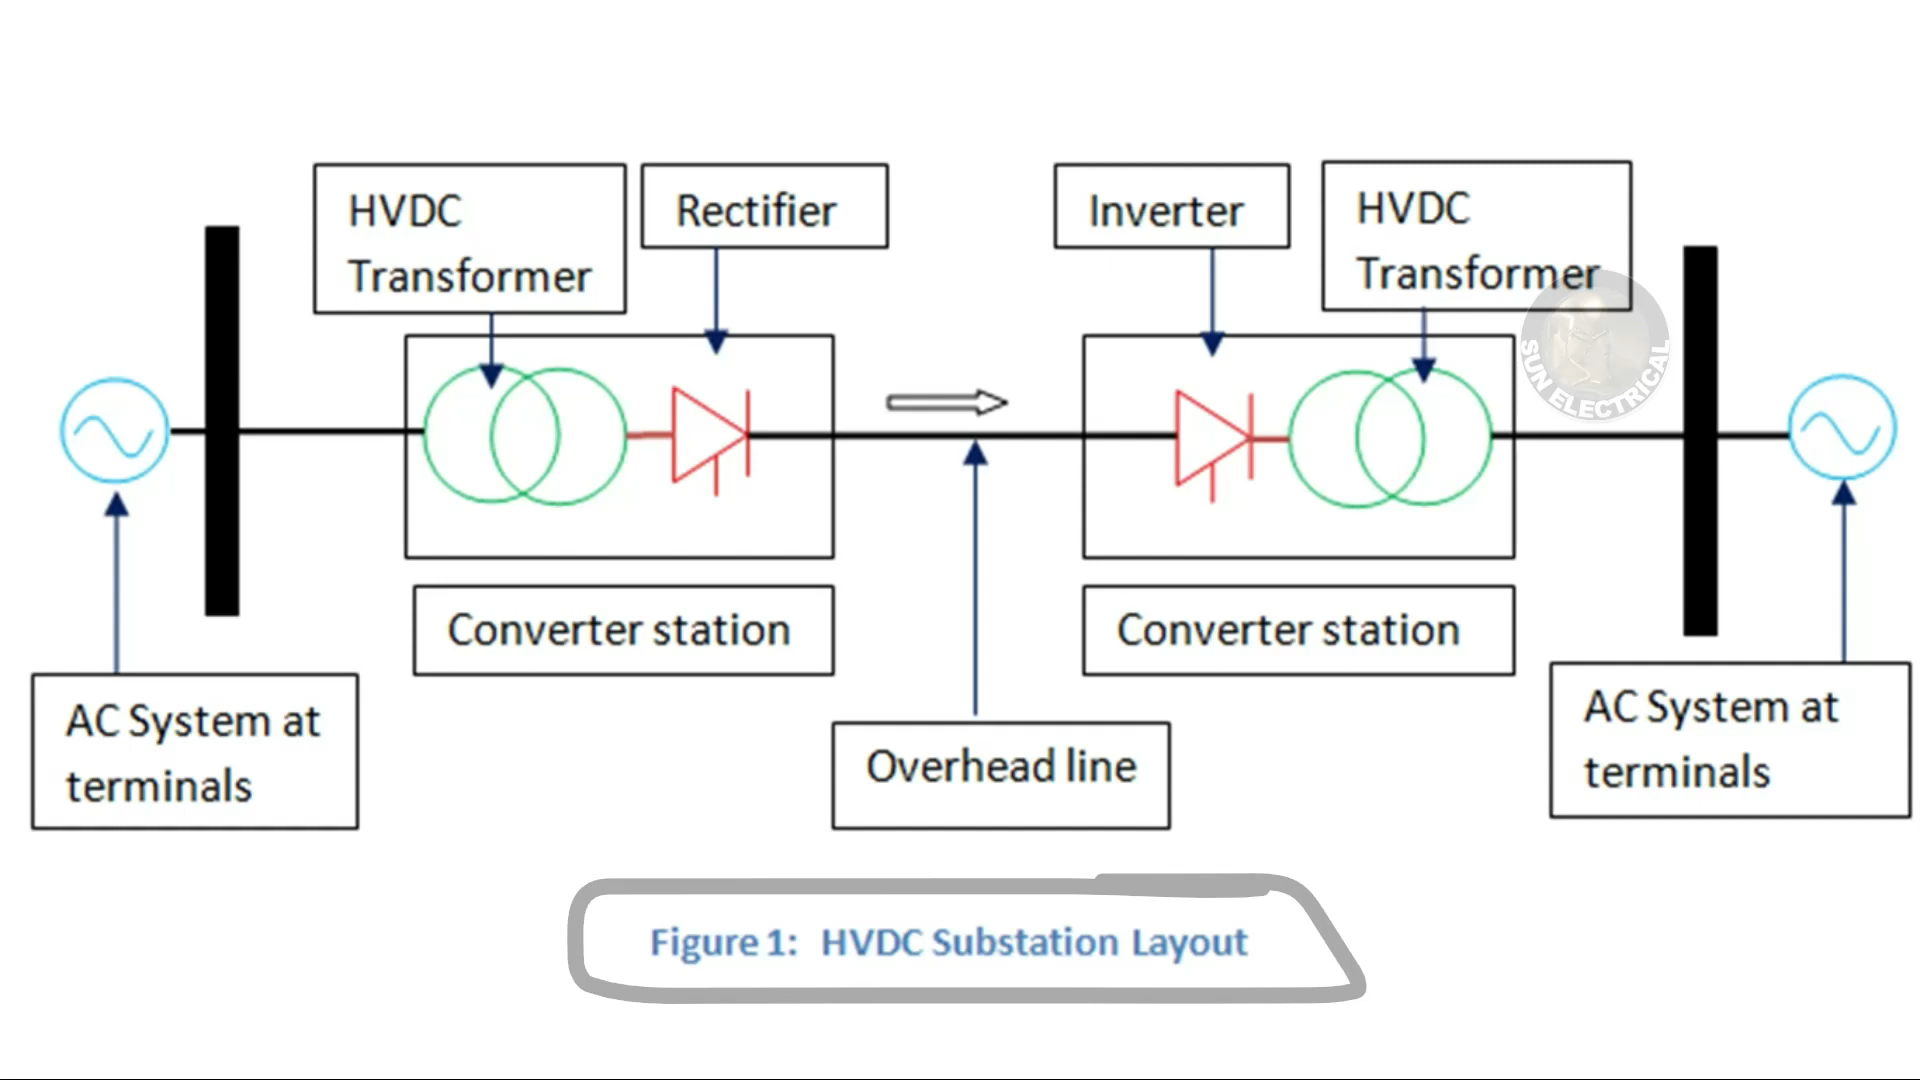 HVDC
Transformer
Rectifier
Inverter
HVDC
Transformer
SUN ELECTRICAL
Converter station
Converter station
AC System at
terminals
Overhead line
AC System at
terminals
Figure 1: HVDC Substation Layout